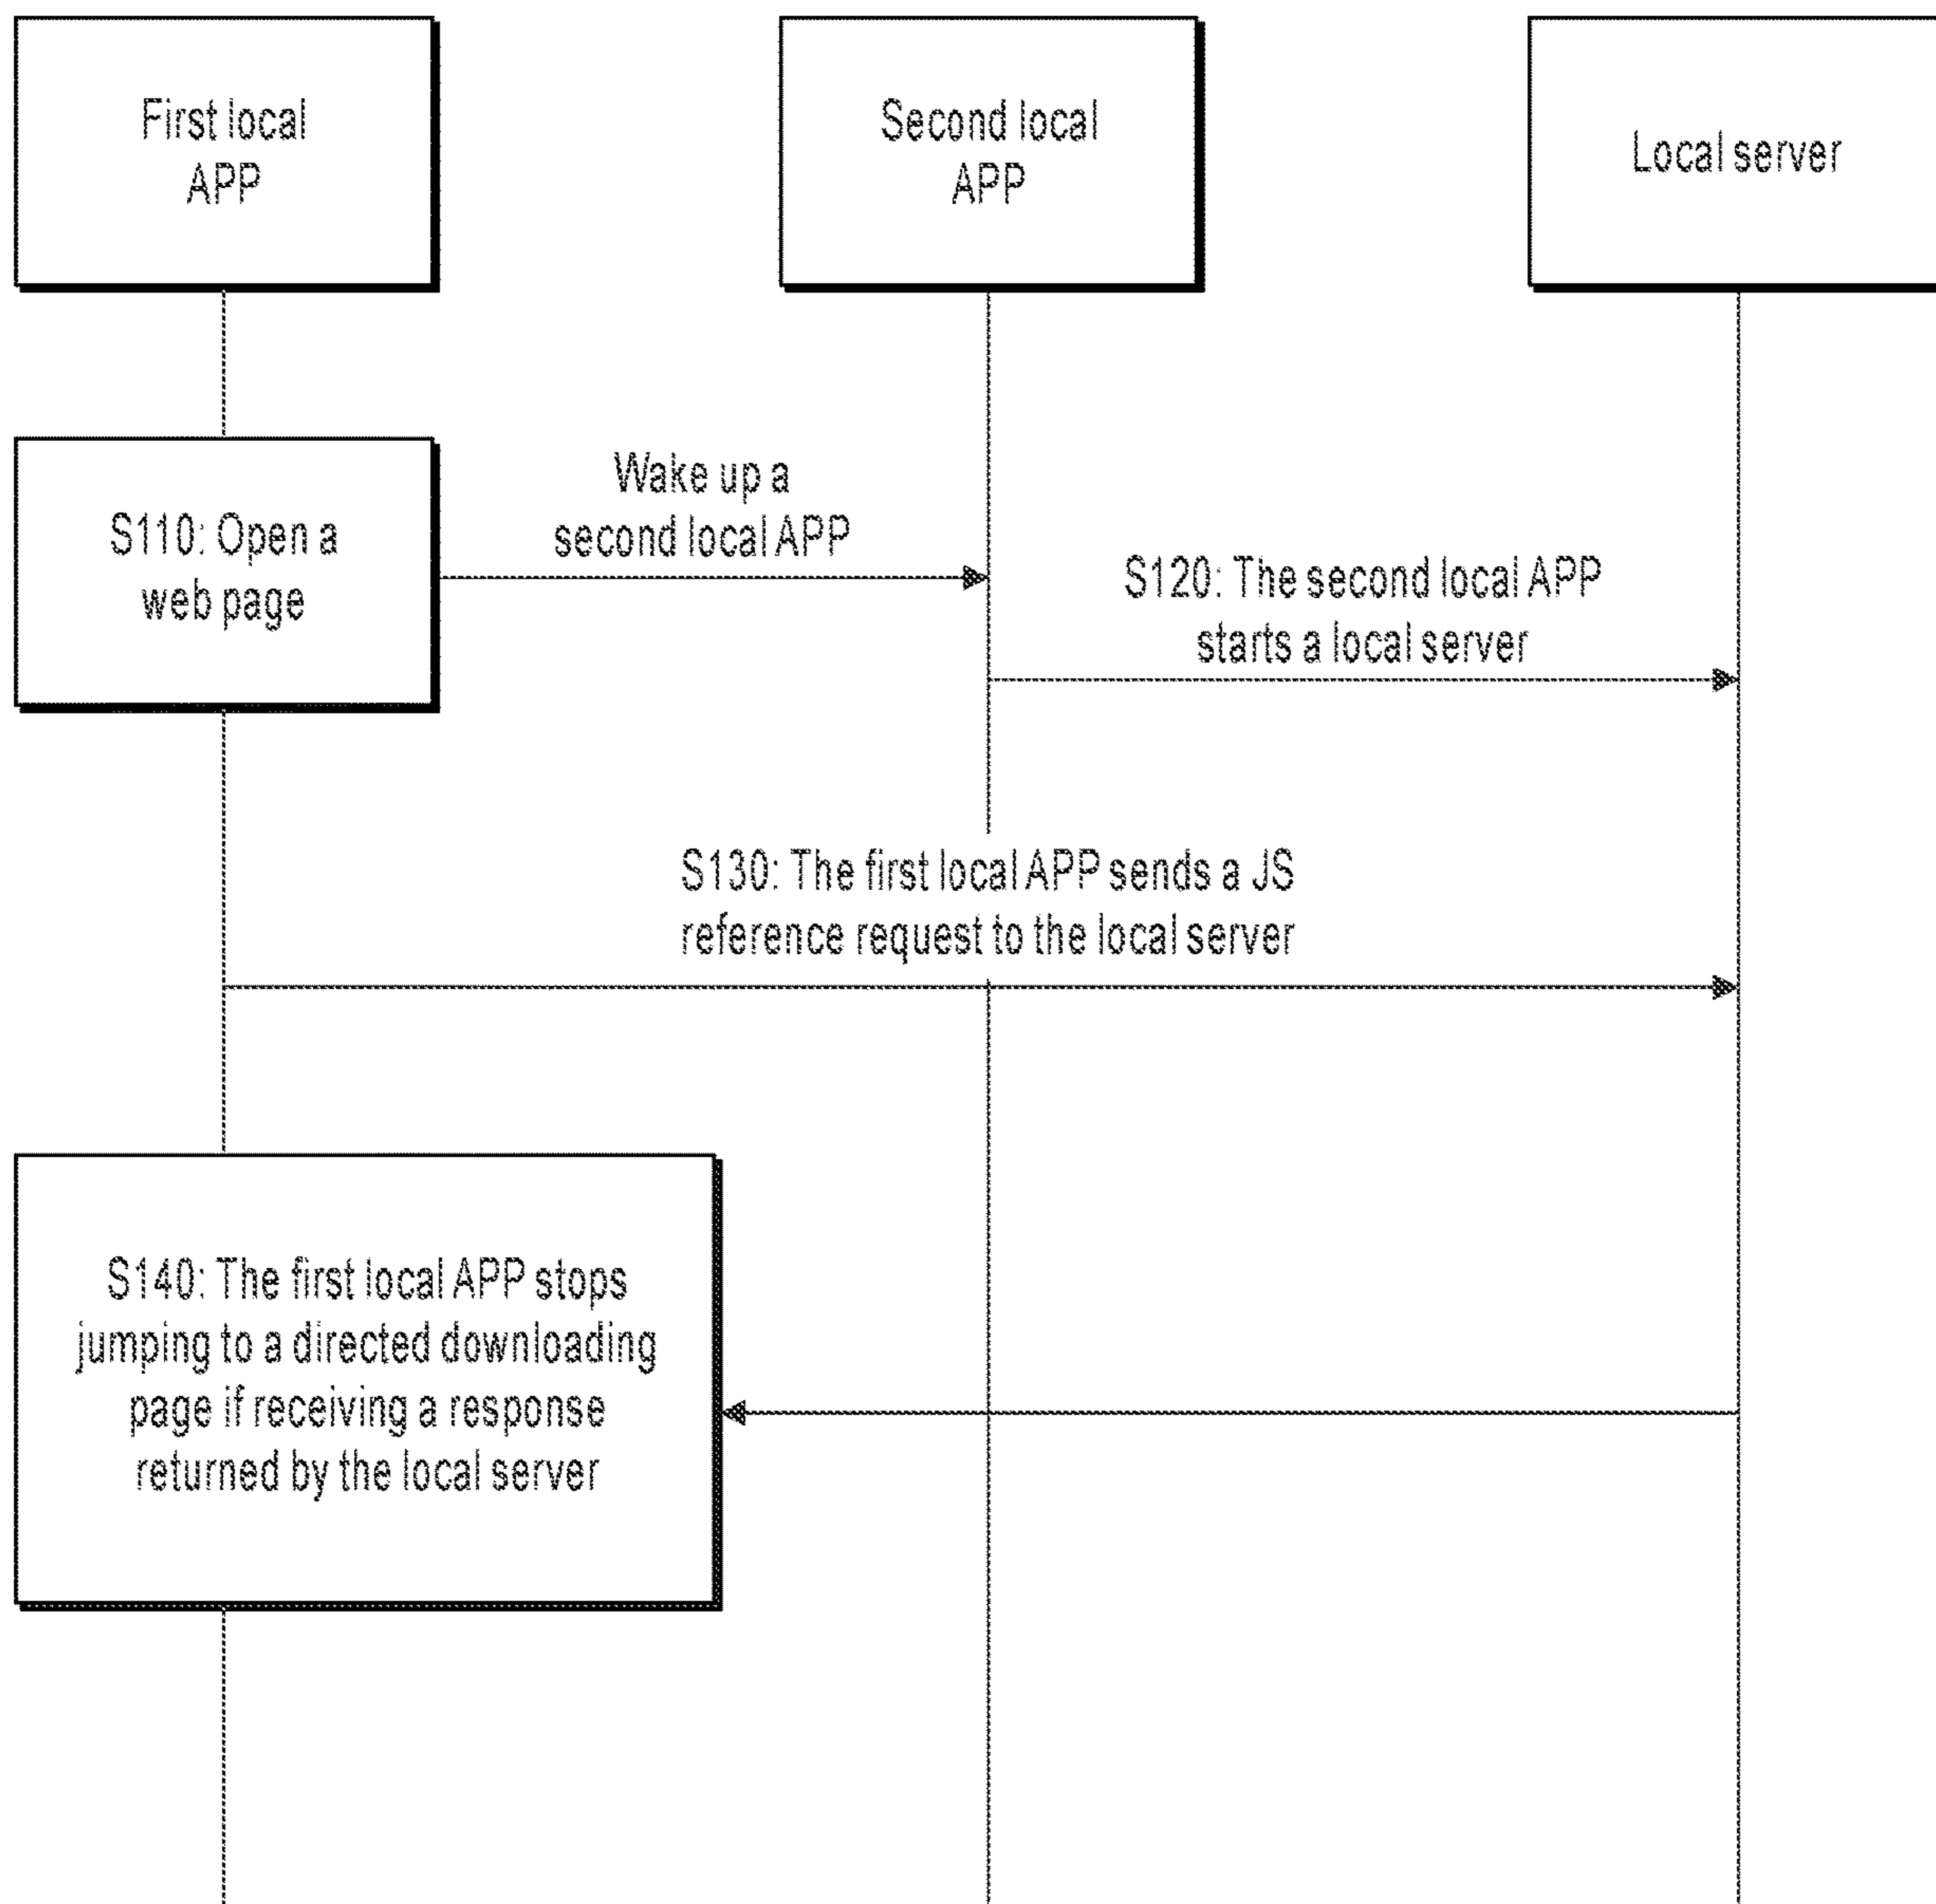 First local
APP
Second local
APP
Local server
S110: Open a
web page
Wake up a
second local APP
S120: The second local APP
starts a local server
S130: The first local APP sends a JS
reference request to the local server
S140: The first local APP stops
jumping to a directed downloading
page if receiving a response
returned by the local server